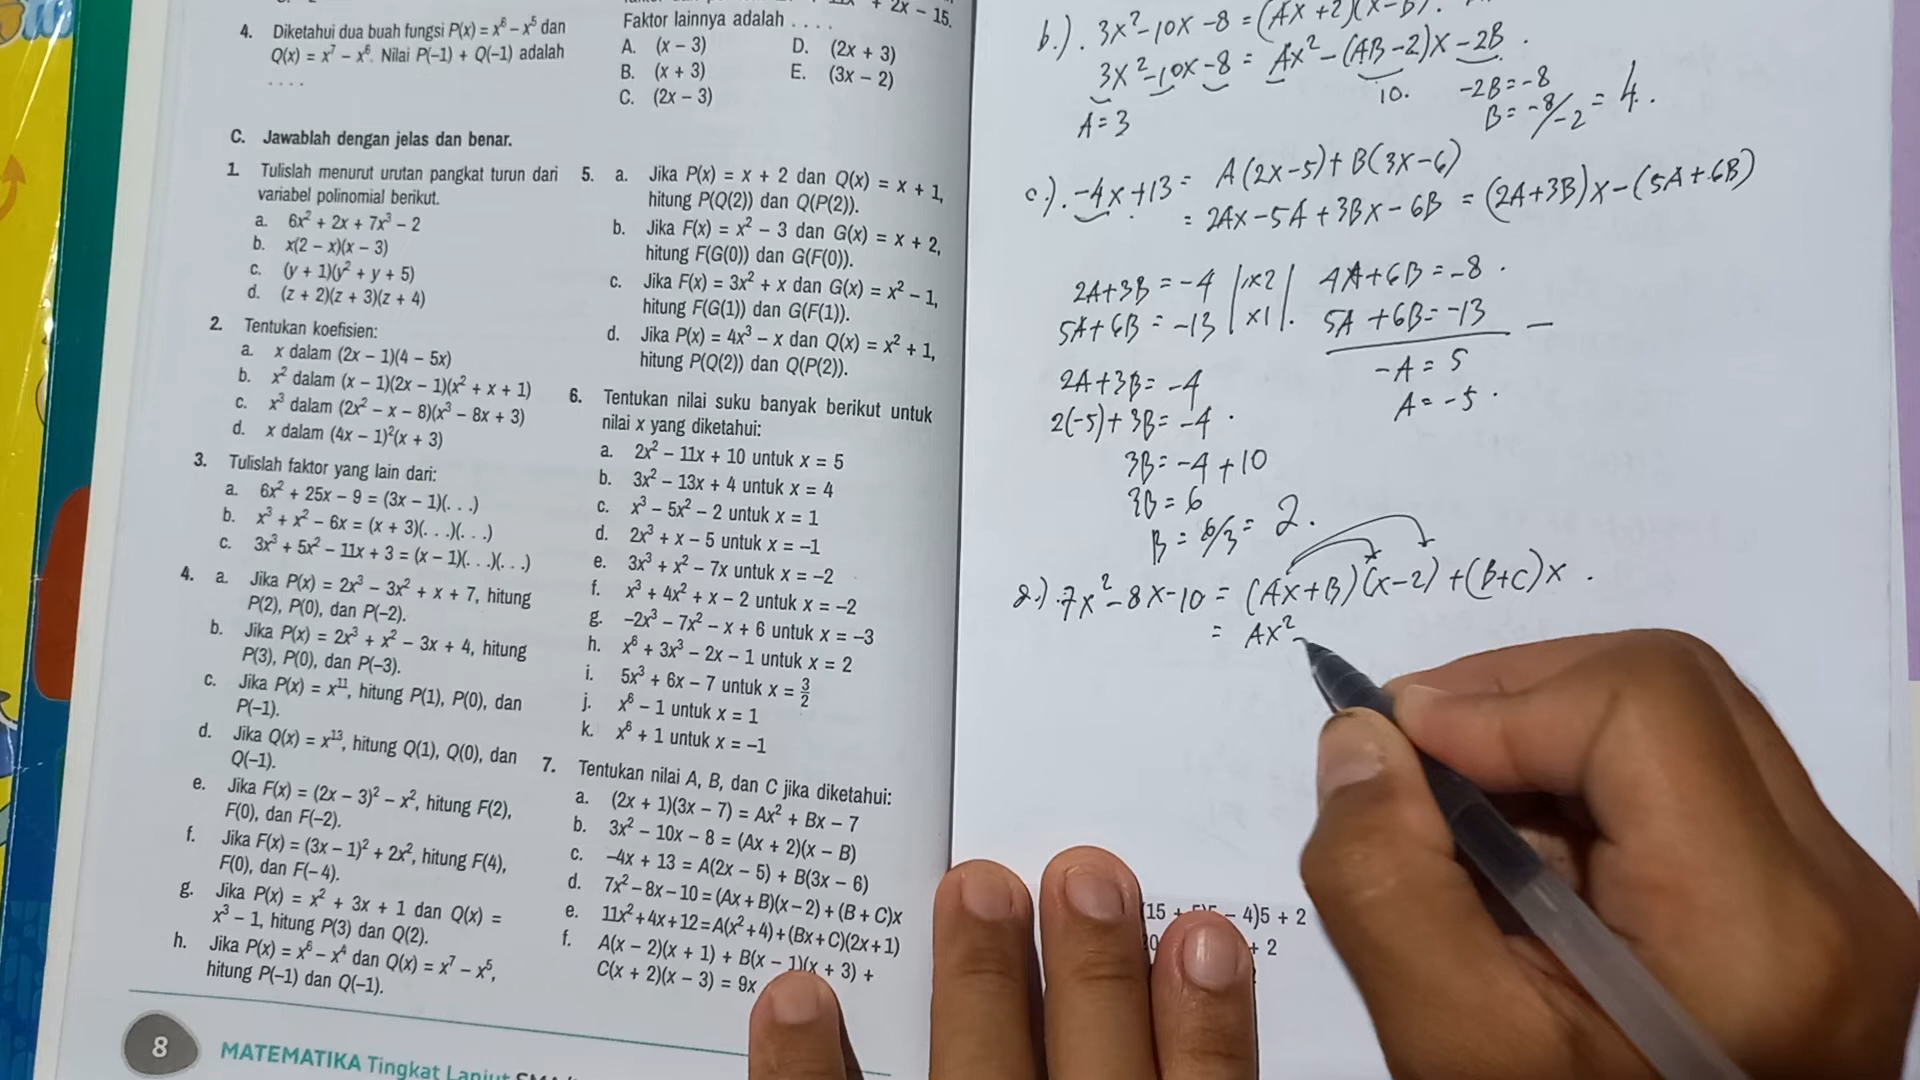 + 2x − 15.
4. Diketahui dua buah fungsi P(x) = x⁶ − x⁵ dan
Q(x) = x⁷ − x⁶. Nilai P(−1) + Q(−1) adalah
. . . .
Faktor lainnya adalah . . . .
A. (x − 3)
B. (x + 3)
C. (2x − 3)
D. (2x + 3)
E. (3x − 2)
C. Jawablah dengan jelas dan benar.
1. Tulislah menurut urutan pangkat turun dari
variabel polinomial berikut.
a. 6x² + 2x + 7x³ − 2
b. x(2 − x)(x − 3)
c. (y + 1)(y² + y + 5)
d. (z + 2)(z + 3)(z + 4)
2. Tentukan koefisien:
a. x dalam (2x − 1)(4 − 5x)
b. x² dalam (x − 1)(2x − 1)(x² + x + 1)
c. x³ dalam (2x² − x − 8)(x³ − 8x + 3)
d. x dalam (4x − 1)²(x + 3)
3. Tulislah faktor yang lain dari:
a. 6x² + 25x − 9 = (3x − 1)(. . .)
b. x³ + x² − 6x = (x + 3)(. . .)(. . .)
c. 3x³ + 5x² − 11x + 3 = (x − 1)(. . .)(. . .)
4. a. Jika P(x) = 2x³ − 3x² + x + 7, hitung
P(2), P(0), dan P(−2).
b. Jika P(x) = 2x³ + x² − 3x + 4, hitung
P(3), P(0), dan P(−3).
c. Jika P(x) = x¹¹, hitung P(1), P(0), dan
P(−1).
d. Jika Q(x) = x¹³, hitung Q(1), Q(0), dan
Q(−1).
e. Jika F(x) = (2x − 3)² − x², hitung F(2),
F(0), dan F(−2).
f. Jika F(x) = (3x − 1)² + 2x², hitung F(4),
F(0), dan F(−4).
g. Jika P(x) = x² + 3x + 1 dan Q(x) =
x³ − 1, hitung P(3) dan Q(2).
h. Jika P(x) = x⁶ − x⁴ dan Q(x) = x⁷ − x⁵,
hitung P(−1) dan Q(−1).
5. a. Jika P(x) = x + 2 dan Q(x) = x + 1,
hitung P(Q(2)) dan Q(P(2)).
b. Jika F(x) = x² − 3 dan G(x) = x + 2,
hitung F(G(0)) dan G(F(0)).
c. Jika F(x) = 3x² + x dan G(x) = x² − 1,
hitung F(G(1)) dan G(F(1)).
d. Jika P(x) = 4x³ − x dan Q(x) = x² + 1,
hitung P(Q(2)) dan Q(P(2)).
6. Tentukan nilai suku banyak berikut untuk
nilai x yang diketahui:
a. 2x² − 11x + 10 untuk x = 5
b. 3x² − 13x + 4 untuk x = 4
c. x³ − 5x² − 2 untuk x = 1
d. 2x³ + x − 5 untuk x = −1
e. 3x³ + x² − 7x untuk x = −2
f. x³ + 4x² + x − 2 untuk x = −2
g. −2x³ − 7x² − x + 6 untuk x = −3
h. x⁶ + 3x³ − 2x − 1 untuk x = 2
i. 5x³ + 6x − 7 untuk x = 3/2
j. x⁶ − 1 untuk x = 1
k. x⁶ + 1 untuk x = −1
7. Tentukan nilai A, B, dan C jika diketahui:
a. (2x + 1)(3x − 7) = Ax² + Bx − 7
b. 3x² − 10x − 8 = (Ax + 2)(x − B)
c. −4x + 13 = A(2x − 5) + B(3x − 6)
d. 7x² − 8x − 10 = (Ax + B)(x − 2) + (B + C)x
e. 11x² + 4x + 12 = A(x² + 4) + (Bx + C)(2x + 1)
f. A(x − 2)(x + 1) + B(x − 1)(x + 3) +
C(x + 2)(x − 3) = 9x
8 MATEMATIKA Tingkat Lanjut
b.). 3x² − 10x − 8 = (Ax + 2)(x − B).
3x² − 10x − 8 = Ax² − (AB − 2)x − 2B.
10.
A = 3
−2B = −8
B = −8/−2 = 4.
c.). −4x + 13 = A(2x − 5) + B(3x − 6)
= 2Ax − 5A + 3Bx − 6B = (2A + 3B)x − (5A + 6B)
2A + 3B = −4 | ×2 | 4A + 6B = −8.
5A + 6B = −13 | ×1 |. 5A + 6B = −13 −
−A = 5
A = −5.
2A + 3B = −4
2(−5) + 3B = −4.
3B = −4 + 10
3B = 6
B = 6/3 = 2.
d.). 7x² − 8x − 10 = (Ax + B)(x − 2) + (B + C)x.
= Ax² −
(15 + − 4)5 + 2
+ 2